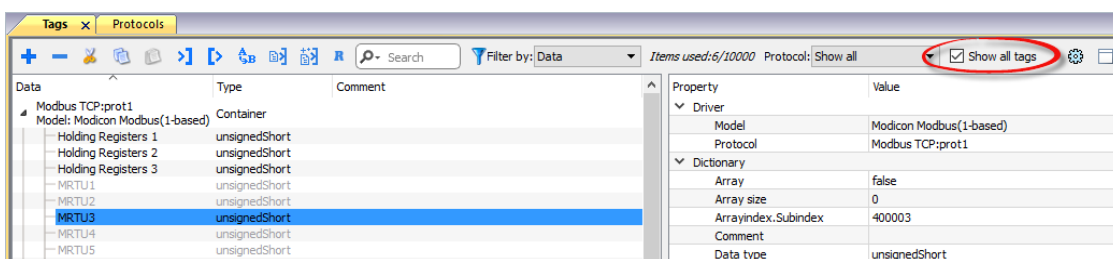 Tags x Protocols
AB R Search Filter by: Data Items used:6/10000 Protocol: Show all Show all tags
Data Type Comment Property Value
Modbus TCP:prot1 Driver
Model: Modicon Modbus(1-based) Container Model Modicon Modbus(1-based)
Holding Registers 1 unsignedShort Protocol Modbus TCP:prot1
Holding Registers 2 unsignedShort Dictionary
Holding Registers 3 unsignedShort Array false
MRTU1 unsignedShort Array size 0
MRTU2 unsignedShort Arrayindex.Subindex 400003
MRTU3 unsignedShort Comment
MRTU4 unsignedShort Data type unsignedShort
MRTU5 unsignedShort